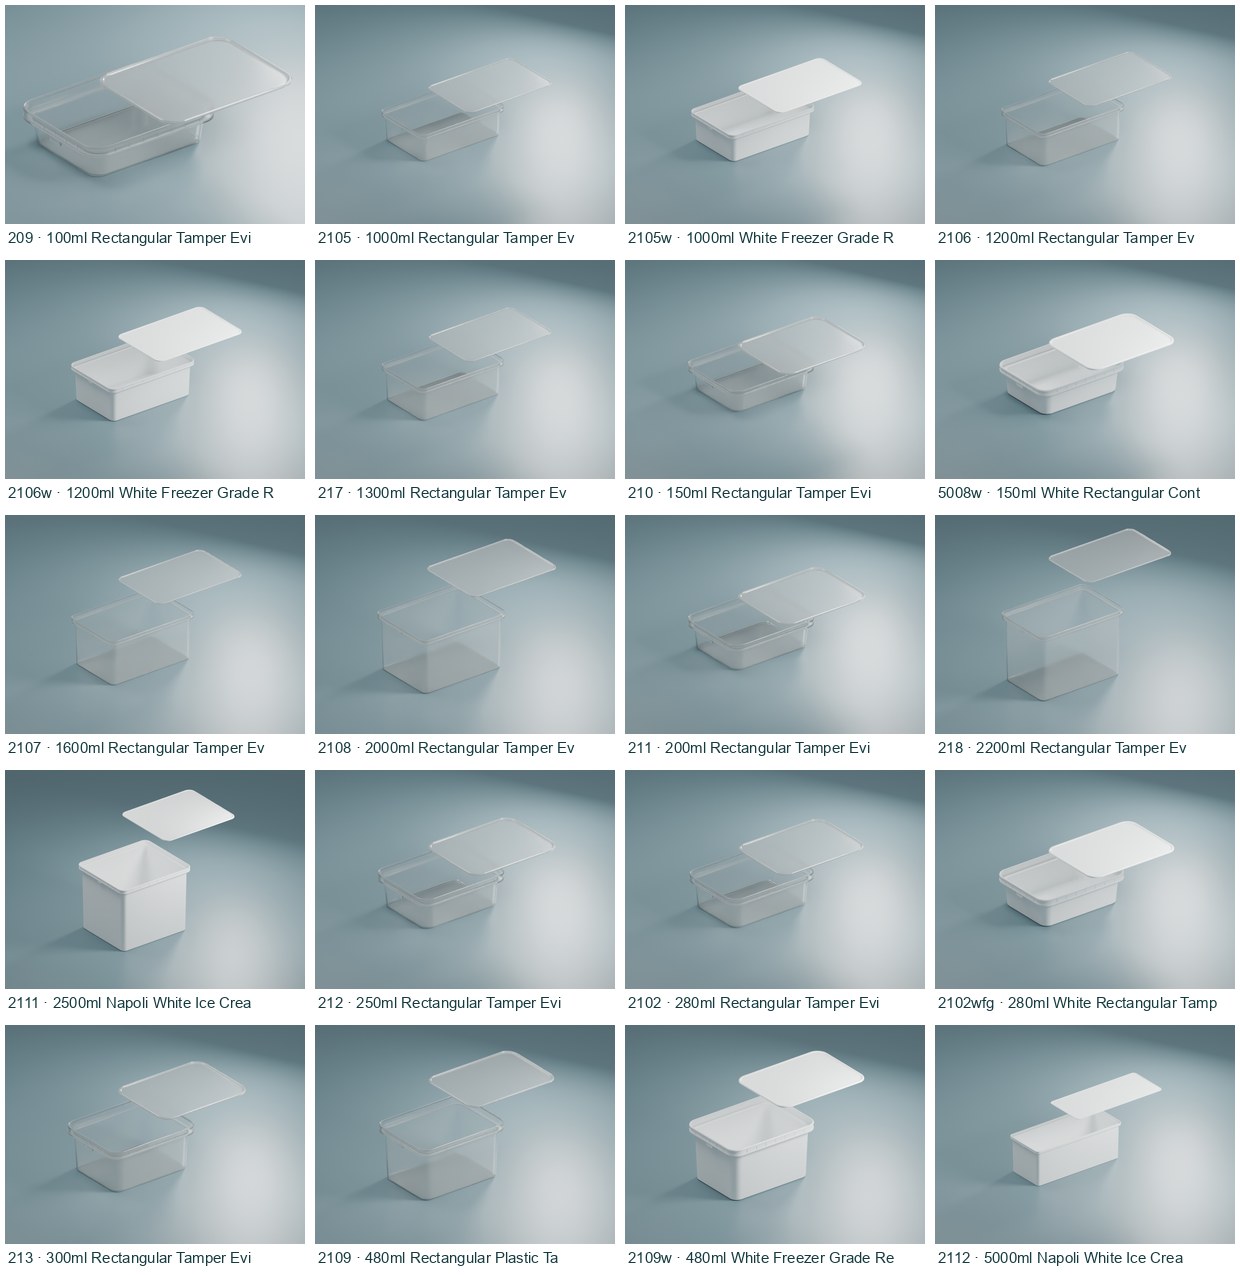 209 · 100ml Rectangular Tamper Evi
2105 · 1000ml Rectangular Tamper Ev
2105w · 1000ml White Freezer Grade R
2106 · 1200ml Rectangular Tamper Ev
2106w · 1200ml White Freezer Grade R
217 · 1300ml Rectangular Tamper Ev
210 · 150ml Rectangular Tamper Evi
5008w · 150ml White Rectangular Cont
2107 · 1600ml Rectangular Tamper Ev
2108 · 2000ml Rectangular Tamper Ev
211 · 200ml Rectangular Tamper Evi
218 · 2200ml Rectangular Tamper Ev
2111 · 2500ml Napoli White Ice Crea
212 · 250ml Rectangular Tamper Evi
2102 · 280ml Rectangular Tamper Evi
2102wfg · 280ml White Rectangular Tamp
213 · 300ml Rectangular Tamper Evi
2109 · 480ml Rectangular Plastic Ta
2109w · 480ml White Freezer Grade Re
2112 · 5000ml Napoli White Ice Crea